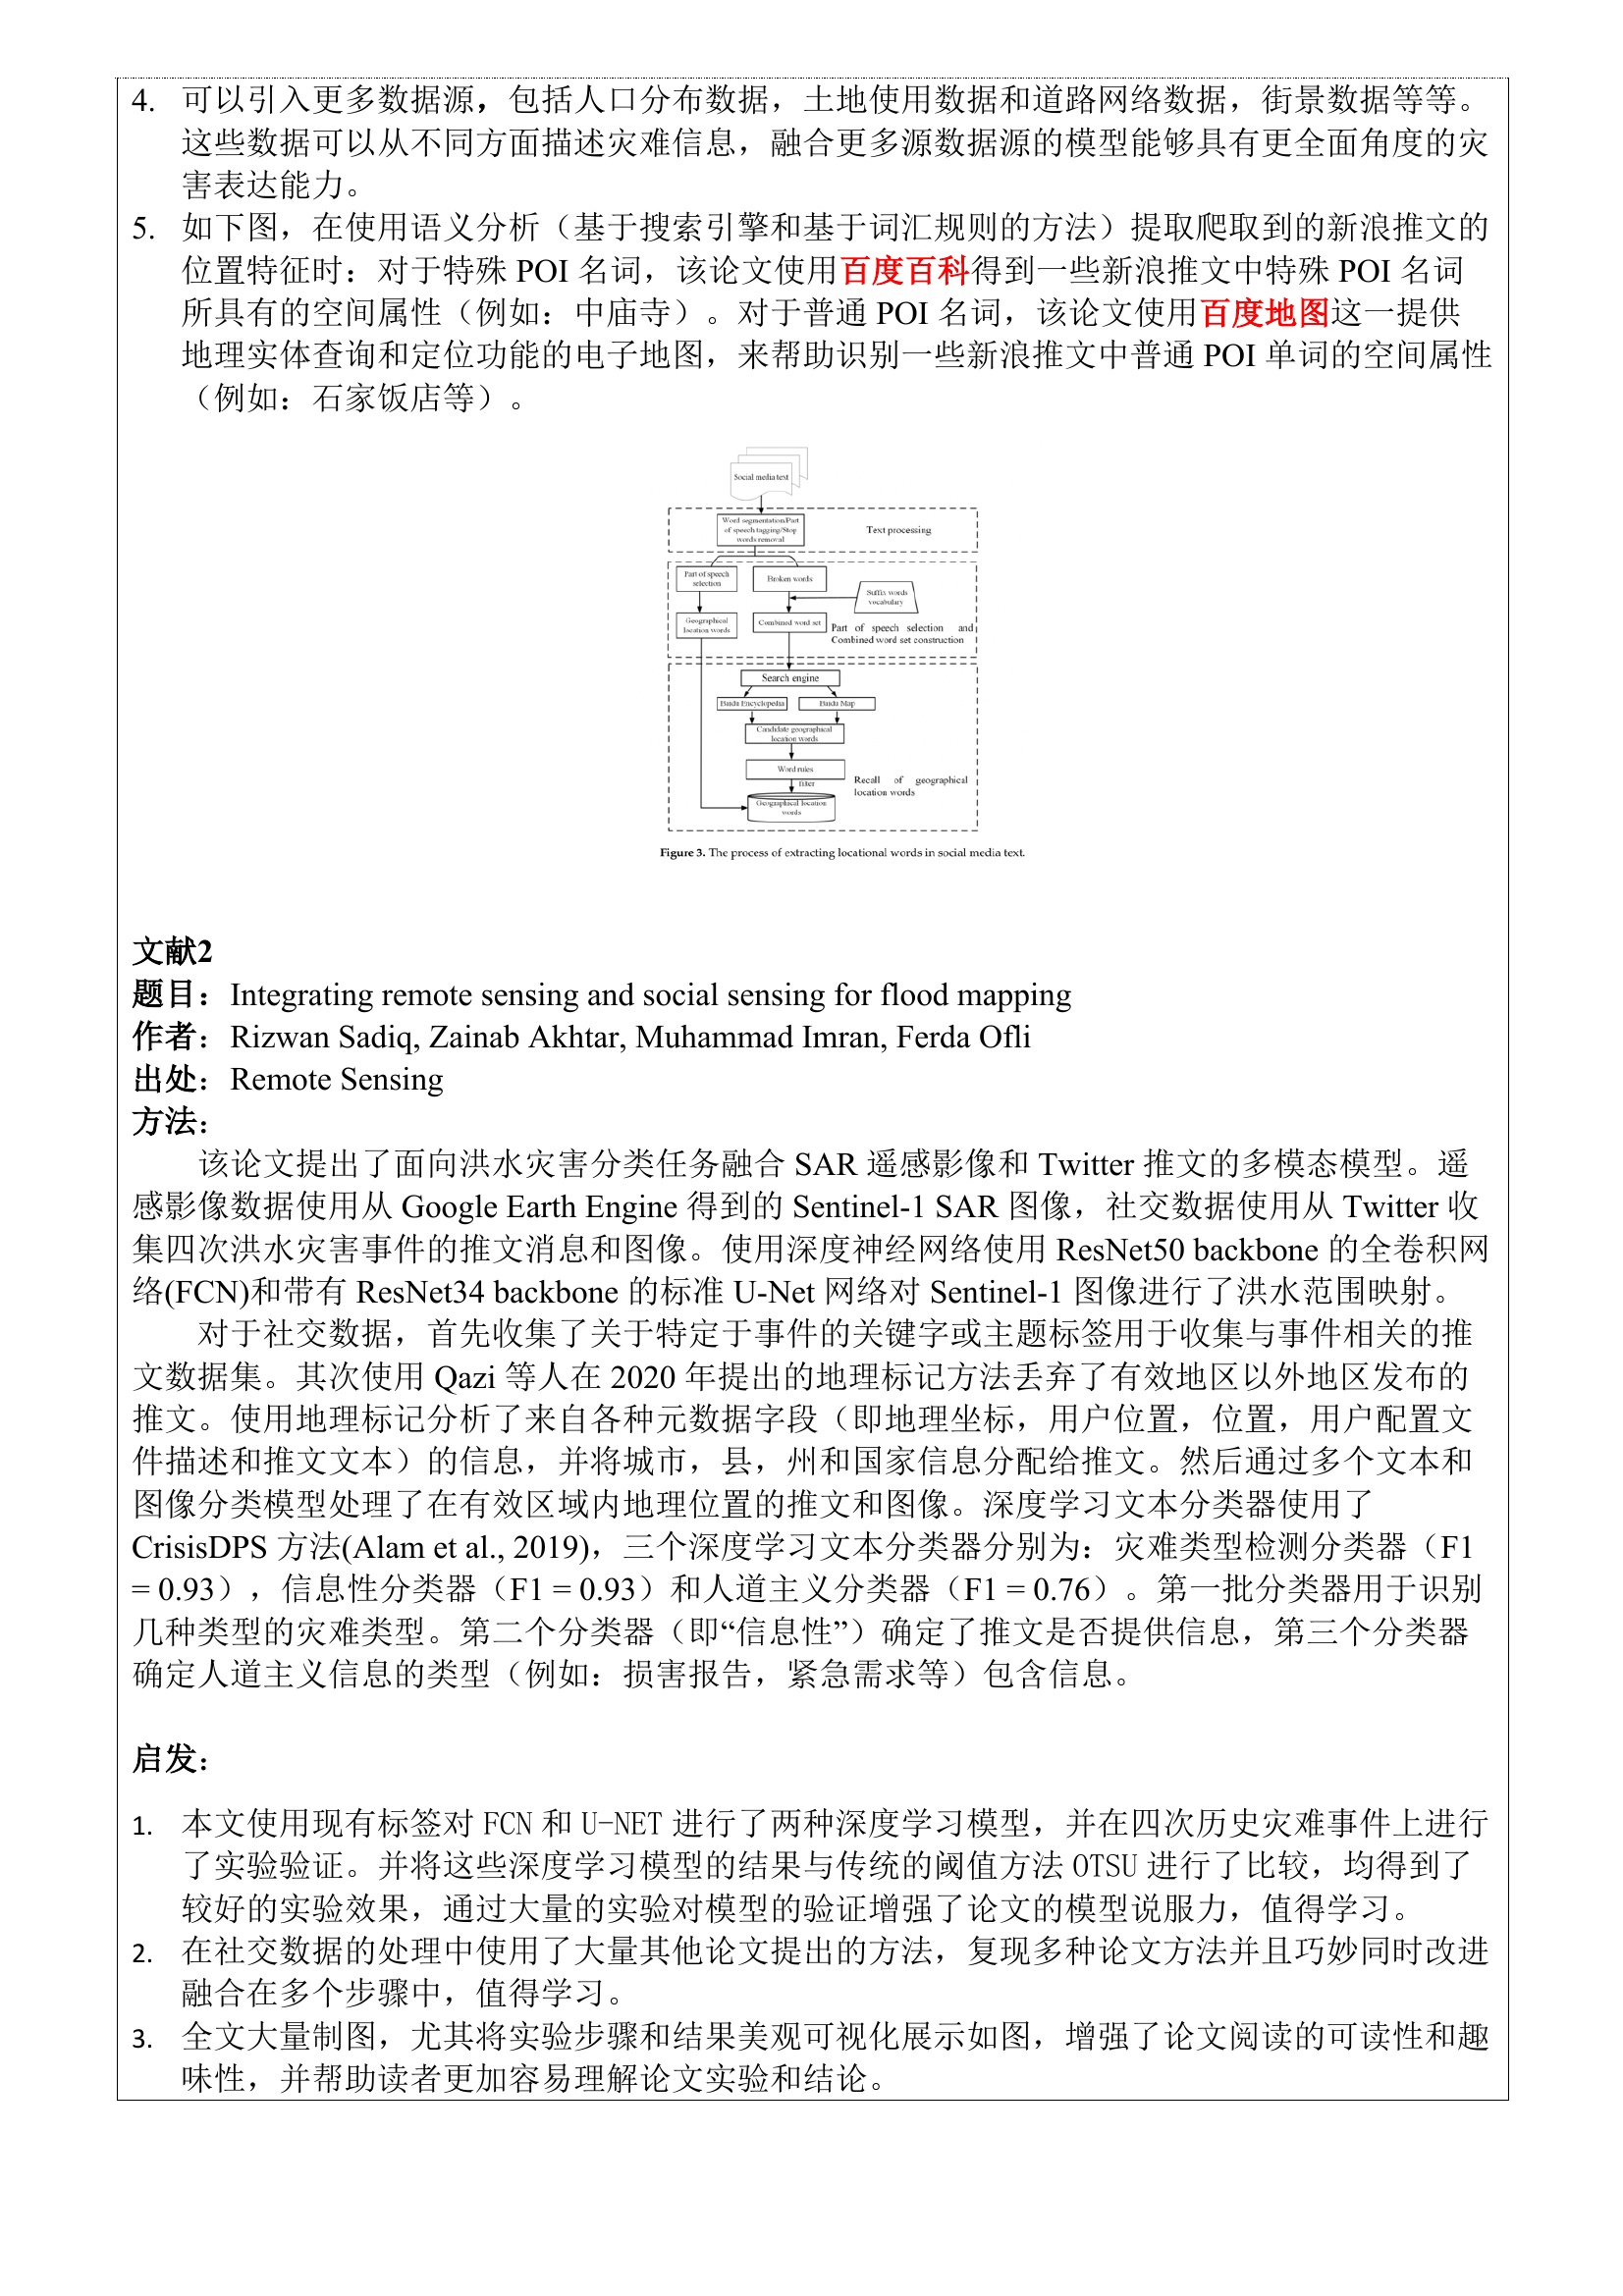 4. 可以引入更多数据源，包括人口分布数据，土地使用数据和道路网络数据，街景数据等等。
这些数据可以从不同方面描述灾难信息，融合更多源数据源的模型能够具有更全面角度的灾
害表达能力。
5. 如下图，在使用语义分析（基于搜索引擎和基于词汇规则的方法）提取爬取到的新浪推文的
位置特征时：对于特殊 POI 名词，该论文使用百度百科得到一些新浪推文中特殊 POI 名词
所具有的空间属性（例如：中庙寺）。对于普通 POI 名词，该论文使用百度地图这一提供
地理实体查询和定位功能的电子地图，来帮助识别一些新浪推文中普通 POI 单词的空间属性
（例如：石家饭店等）。
Social media text
Word segmentation/Part
of speech tagging/Stop
words removal
Text processing
Part of speech
selection
Broken words
Suffix words
vocabulary
Geographical
location words
Combined word set
Part of speech selection and
Combined word set construction
Search engine
Baidu Encyclopedia
Baidu Map
Candidate geographical
location words
Word rules
filter
Recall of geographical
location words
Geographical location
words
Figure 3. The process of extracting locational words in social media text.
文献2
题目：Integrating remote sensing and social sensing for flood mapping
作者：Rizwan Sadiq, Zainab Akhtar, Muhammad Imran, Ferda Ofli
出处：Remote Sensing
方法：
该论文提出了面向洪水灾害分类任务融合 SAR 遥感影像和 Twitter 推文的多模态模型。遥
感影像数据使用从 Google Earth Engine 得到的 Sentinel-1 SAR 图像，社交数据使用从 Twitter 收
集四次洪水灾害事件的推文消息和图像。使用深度神经网络使用 ResNet50 backbone 的全卷积网
络(FCN)和带有 ResNet34 backbone 的标准 U-Net 网络对 Sentinel-1 图像进行了洪水范围映射。
对于社交数据，首先收集了关于特定于事件的关键字或主题标签用于收集与事件相关的推
文数据集。其次使用 Qazi 等人在 2020 年提出的地理标记方法丢弃了有效地区以外地区发布的
推文。使用地理标记分析了来自各种元数据字段（即地理坐标，用户位置，位置，用户配置文
件描述和推文文本）的信息，并将城市，县，州和国家信息分配给推文。然后通过多个文本和
图像分类模型处理了在有效区域内地理位置的推文和图像。深度学习文本分类器使用了
CrisisDPS 方法(Alam et al., 2019)，三个深度学习文本分类器分别为：灾难类型检测分类器（F1
= 0.93），信息性分类器（F1 = 0.93）和人道主义分类器（F1 = 0.76）。第一批分类器用于识别
几种类型的灾难类型。第二个分类器（即“信息性”）确定了推文是否提供信息，第三个分类器
确定人道主义信息的类型（例如：损害报告，紧急需求等）包含信息。
启发：
1. 本文使用现有标签对 FCN 和 U-NET 进行了两种深度学习模型，并在四次历史灾难事件上进行
了实验验证。并将这些深度学习模型的结果与传统的阈值方法 OTSU 进行了比较，均得到了
较好的实验效果，通过大量的实验对模型的验证增强了论文的模型说服力，值得学习。
2. 在社交数据的处理中使用了大量其他论文提出的方法，复现多种论文方法并且巧妙同时改进
融合在多个步骤中，值得学习。
3. 全文大量制图，尤其将实验步骤和结果美观可视化展示如图，增强了论文阅读的可读性和趣
味性，并帮助读者更加容易理解论文实验和结论。